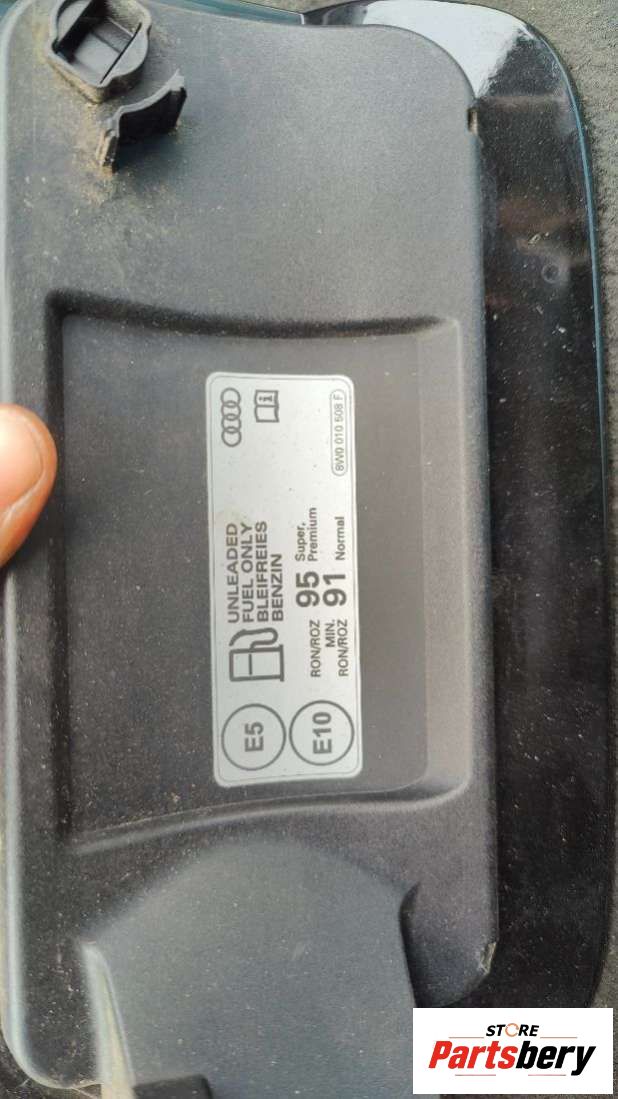 UNLEADED
FUEL ONLY
BLEIFREIES
BENZIN
E5
E10
RON/ROZ 95 Super, Premium
MIN.
RON/ROZ 91 Normal
8W0 010 508 F
STORE
Partsbery